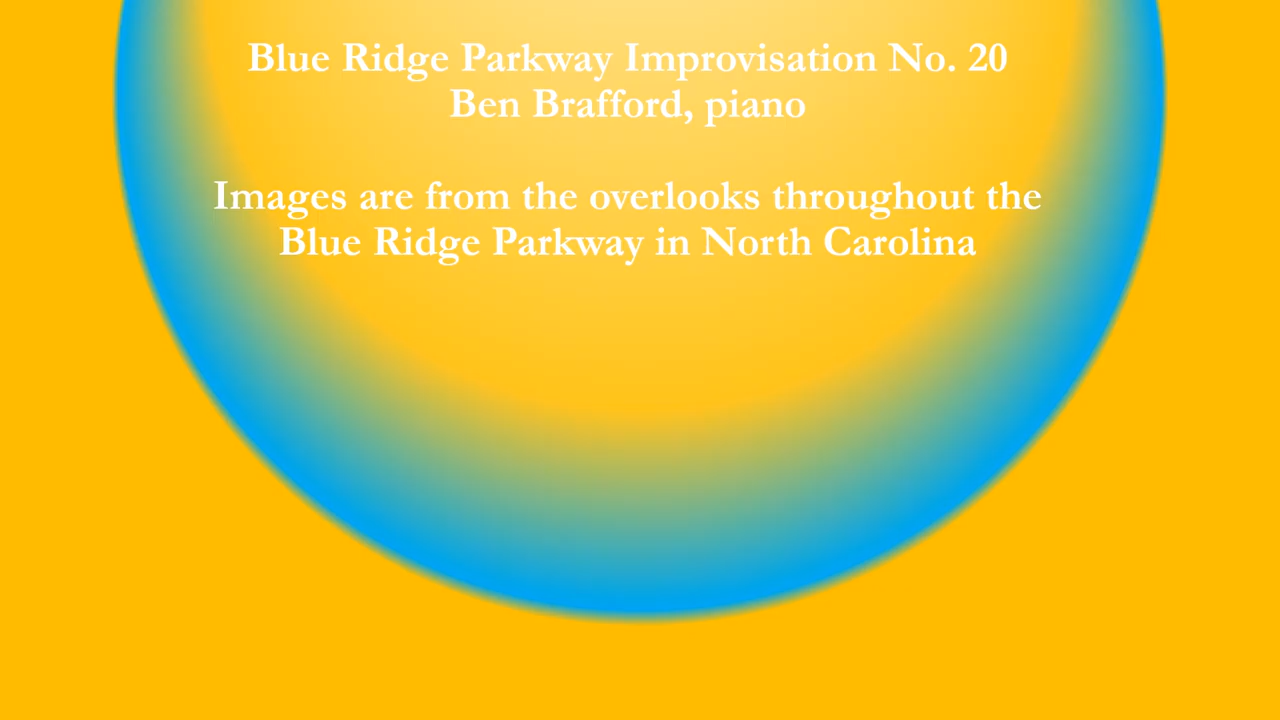 Blue Ridge Parkway Improvisation No. 20
Ben Brafford, piano
Images are from the overlooks throughout the
Blue Ridge Parkway in North Carolina